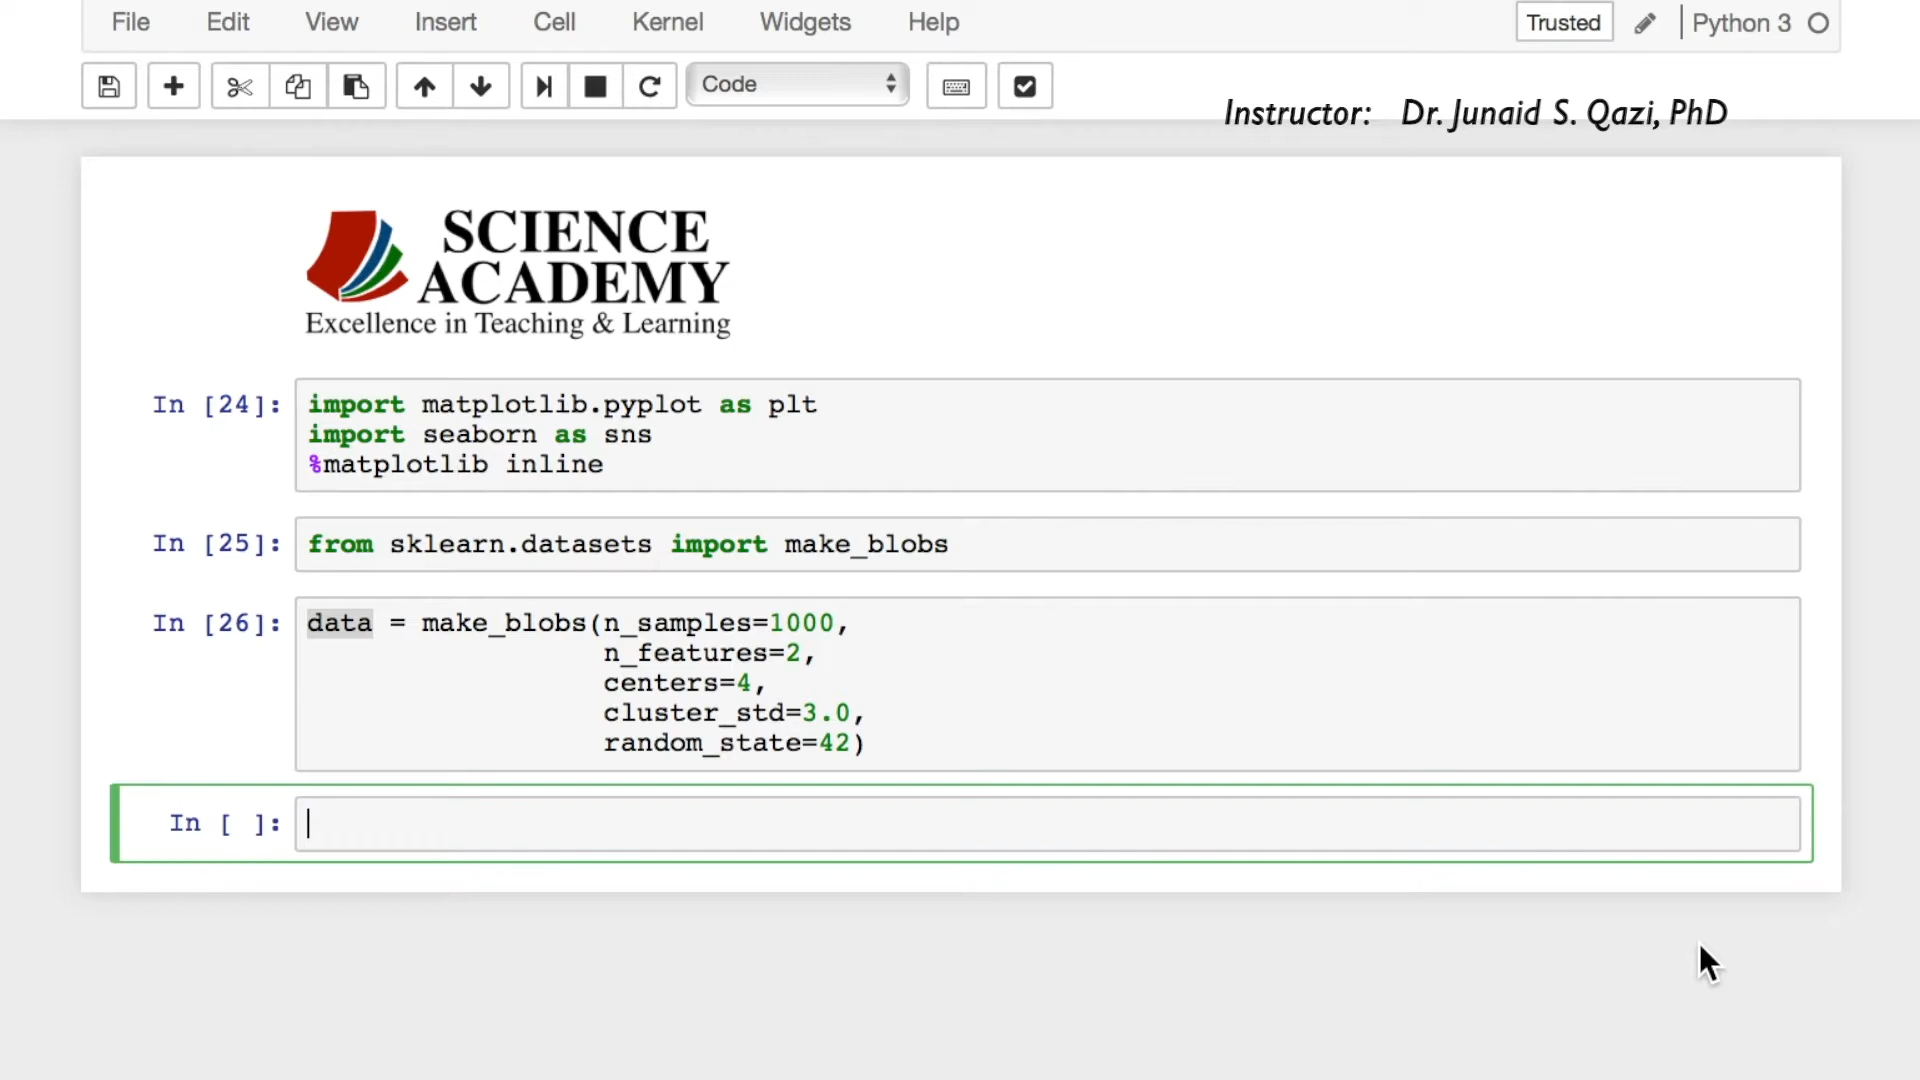 File Edit View Insert Cell Kernel Widgets Help Trusted Python 3
Code
Instructor: Dr. Junaid S. Qazi, PhD
SCIENCE
ACADEMY
Excellence in Teaching & Learning
In [24]: import matplotlib.pyplot as plt
import seaborn as sns
%matplotlib inline
In [25]: from sklearn.datasets import make_blobs
In [26]: data = make_blobs(n_samples=1000,
n_features=2,
centers=4,
cluster_std=3.0,
random_state=42)
In [ ]: